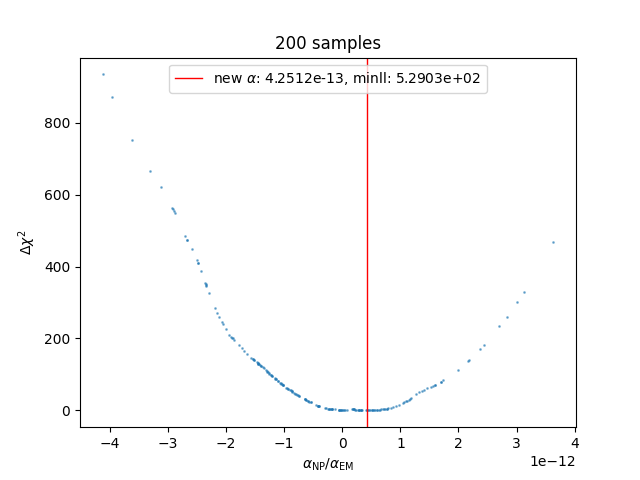 200 samples
new α: 4.2512e-13, minll: 5.2903e+02
Δχ²
800
600
400
200
0
−4 −3 −2 −1 0 1 2 3 4
1e−12
α_NP/α_EM